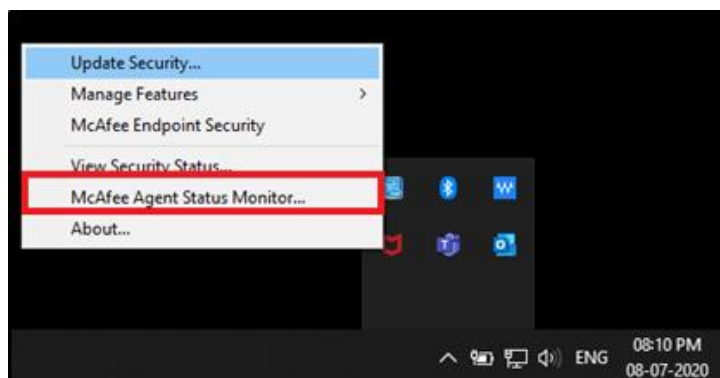 Update Security...
Manage Features
McAfee Endpoint Security
View Security Status...
McAfee Agent Status Monitor...
About...
ENG
08:10 PM
08-07-2020